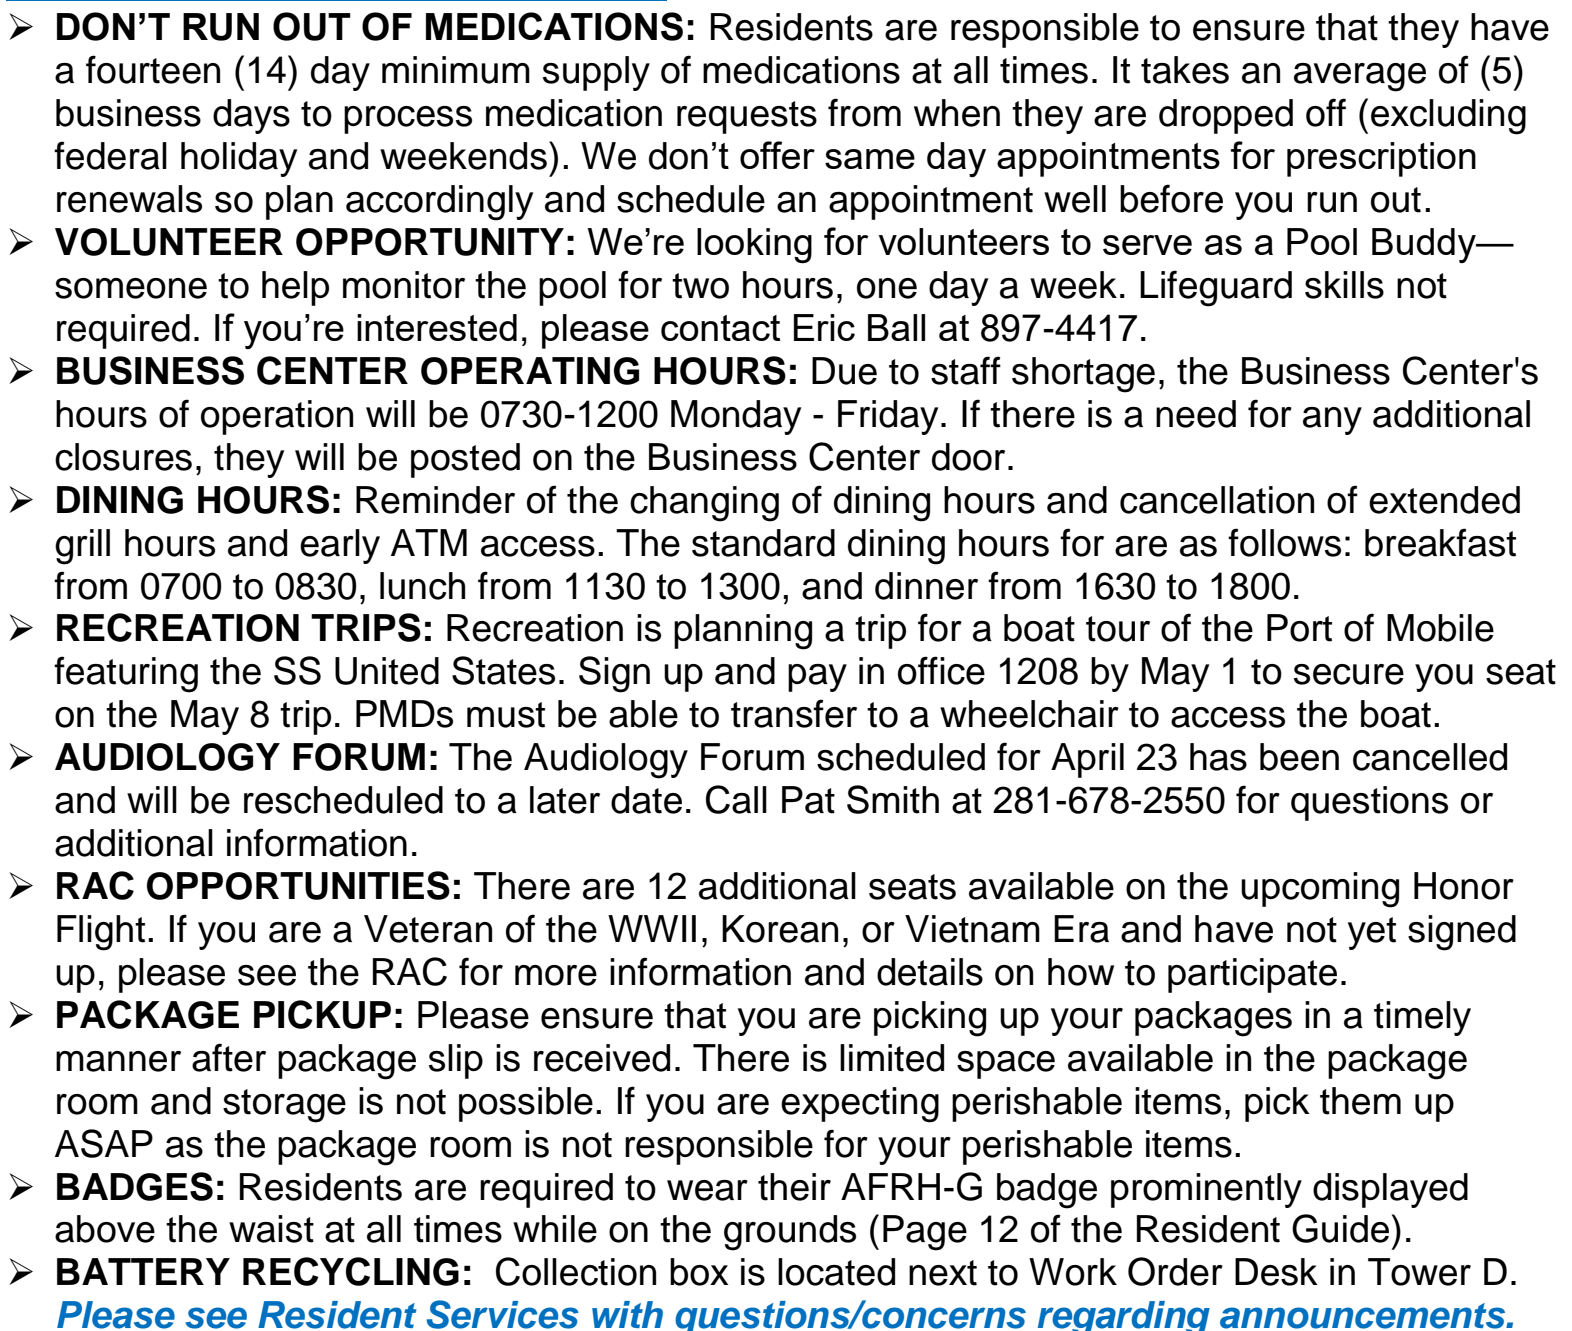 ➢ DON’T RUN OUT OF MEDICATIONS: Residents are responsible to ensure that they have
a fourteen (14) day minimum supply of medications at all times. It takes an average of (5)
business days to process medication requests from when they are dropped off (excluding
federal holiday and weekends). We don’t offer same day appointments for prescription
renewals so plan accordingly and schedule an appointment well before you run out.
➢ VOLUNTEER OPPORTUNITY: We’re looking for volunteers to serve as a Pool Buddy—
someone to help monitor the pool for two hours, one day a week. Lifeguard skills not
required. If you’re interested, please contact Eric Ball at 897-4417.
➢ BUSINESS CENTER OPERATING HOURS: Due to staff shortage, the Business Center's
hours of operation will be 0730-1200 Monday - Friday. If there is a need for any additional
closures, they will be posted on the Business Center door.
➢ DINING HOURS: Reminder of the changing of dining hours and cancellation of extended
grill hours and early ATM access. The standard dining hours for are as follows: breakfast
from 0700 to 0830, lunch from 1130 to 1300, and dinner from 1630 to 1800.
➢ RECREATION TRIPS: Recreation is planning a trip for a boat tour of the Port of Mobile
featuring the SS United States. Sign up and pay in office 1208 by May 1 to secure you seat
on the May 8 trip. PMDs must be able to transfer to a wheelchair to access the boat.
➢ AUDIOLOGY FORUM: The Audiology Forum scheduled for April 23 has been cancelled
and will be rescheduled to a later date. Call Pat Smith at 281-678-2550 for questions or
additional information.
➢ RAC OPPORTUNITIES: There are 12 additional seats available on the upcoming Honor
Flight. If you are a Veteran of the WWII, Korean, or Vietnam Era and have not yet signed
up, please see the RAC for more information and details on how to participate.
➢ PACKAGE PICKUP: Please ensure that you are picking up your packages in a timely
manner after package slip is received. There is limited space available in the package
room and storage is not possible. If you are expecting perishable items, pick them up
ASAP as the package room is not responsible for your perishable items.
➢ BADGES: Residents are required to wear their AFRH-G badge prominently displayed
above the waist at all times while on the grounds (Page 12 of the Resident Guide).
➢ BATTERY RECYCLING: Collection box is located next to Work Order Desk in Tower D.
Please see Resident Services with questions/concerns regarding announcements.